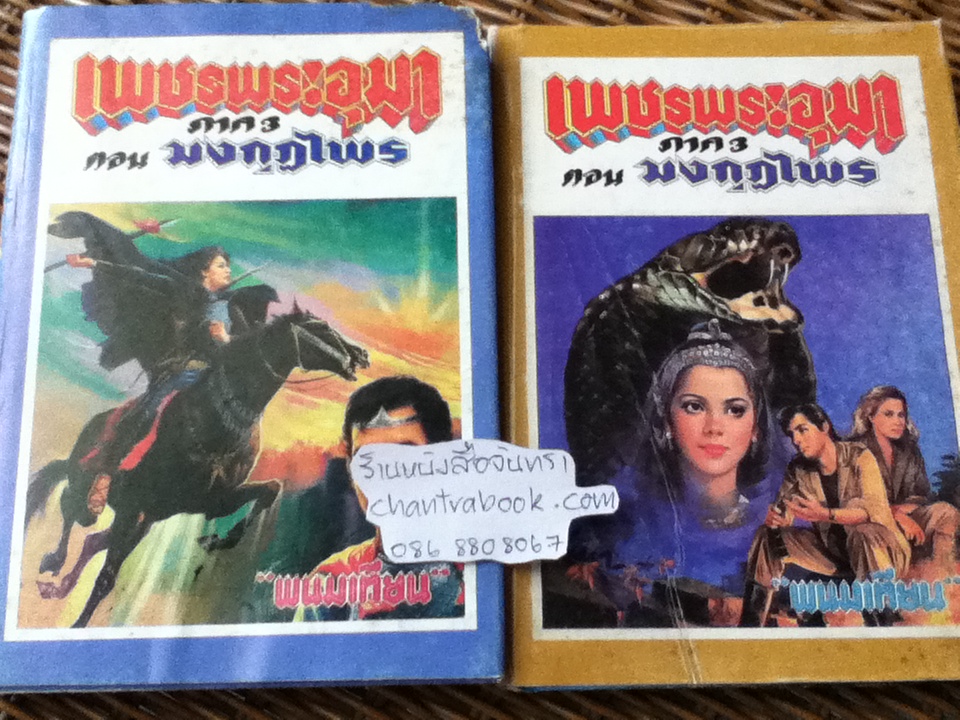 เพชรพระอุมา
ภาค ๓
ตอน มงกุฎไพร
"พนมเทียน"
เพชรพระอุมา
ภาค ๓
ตอน มงกุฎไพร
"พนมเทียน"
ร้านหนังสือจันทรา
chantrabook.com
086 8808067